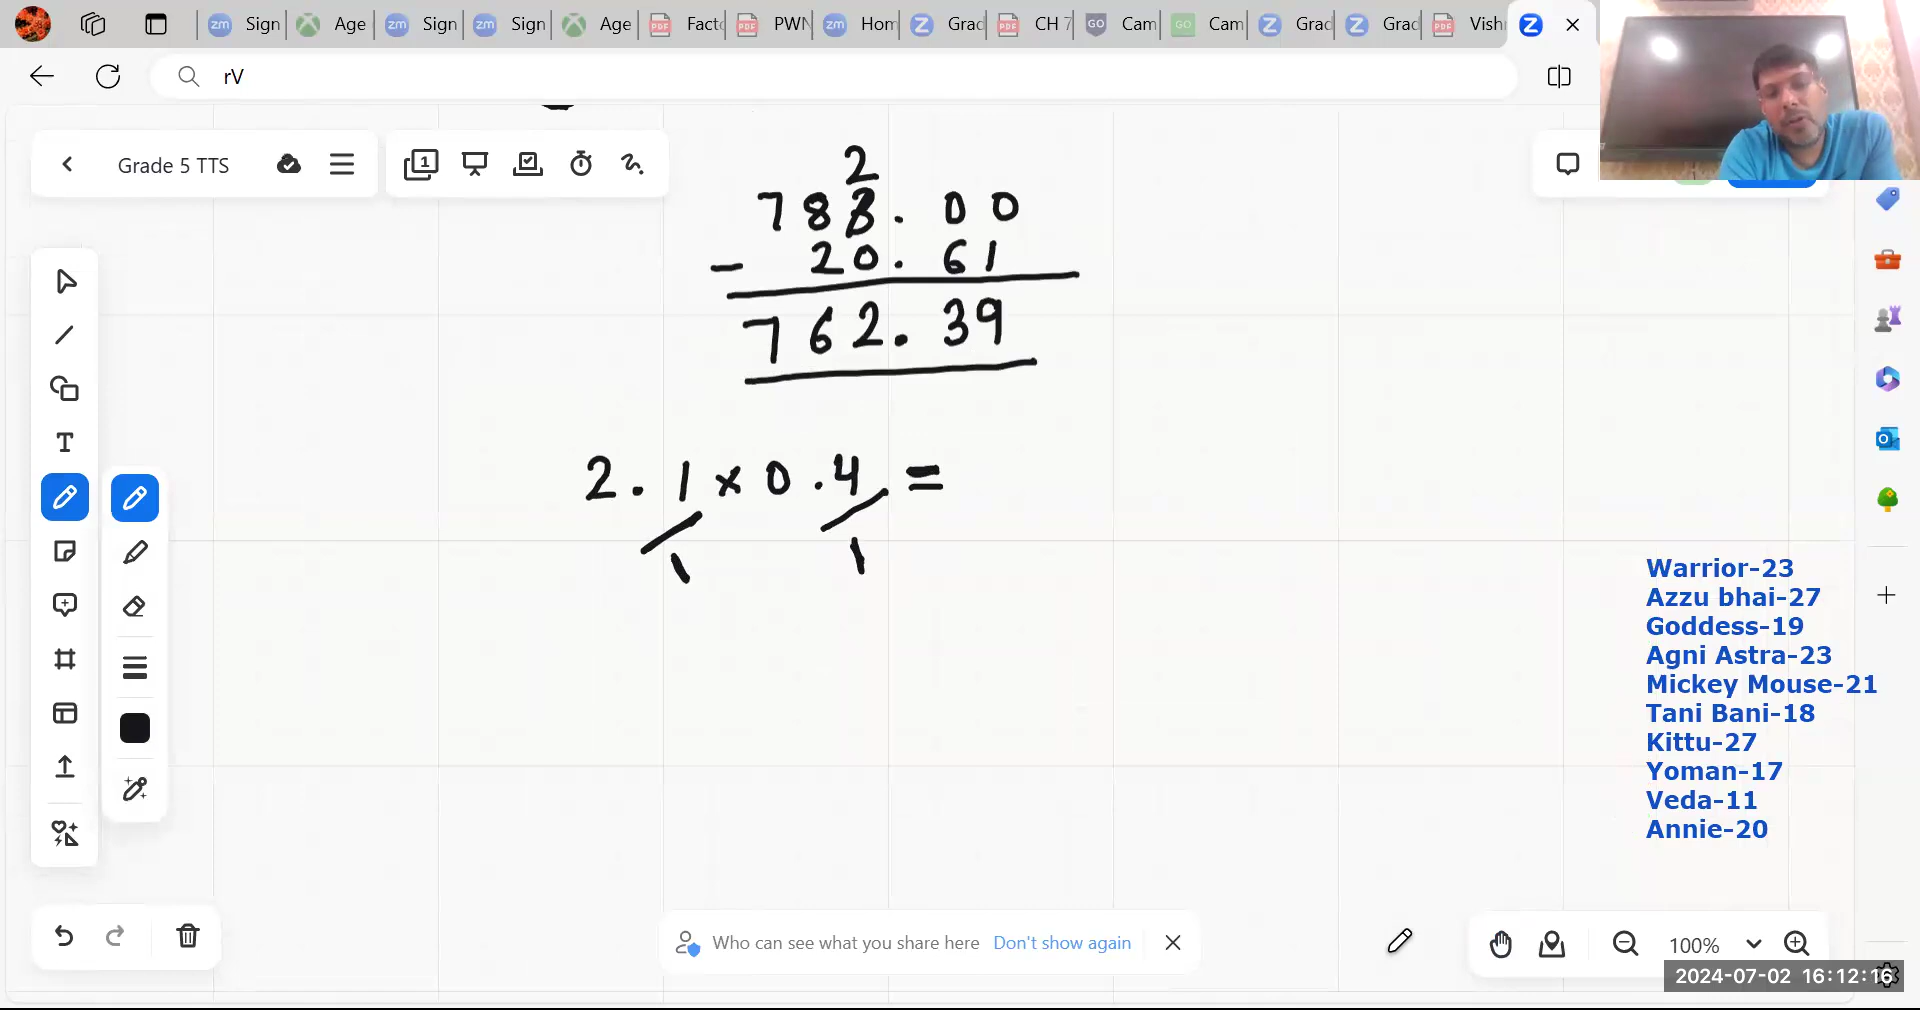 Sign
Age
Sign
Sign
Age
Fact
PWN
Hom
Grad
CH 7
Cam
Cam
Grad
Grad
Vish
rV
Grade 5 TTS
1
2
783.00
- 20.61
762.39
2.1 x 0.4 =
1 1
Warrior-23
Azzu bhai-27
Goddess-19
Agni Astra-23
Mickey Mouse-21
Tani Bani-18
Kittu-27
Yoman-17
Veda-11
Annie-20
Who can see what you share here Don't show again
100%
2024-07-02 16:12:16